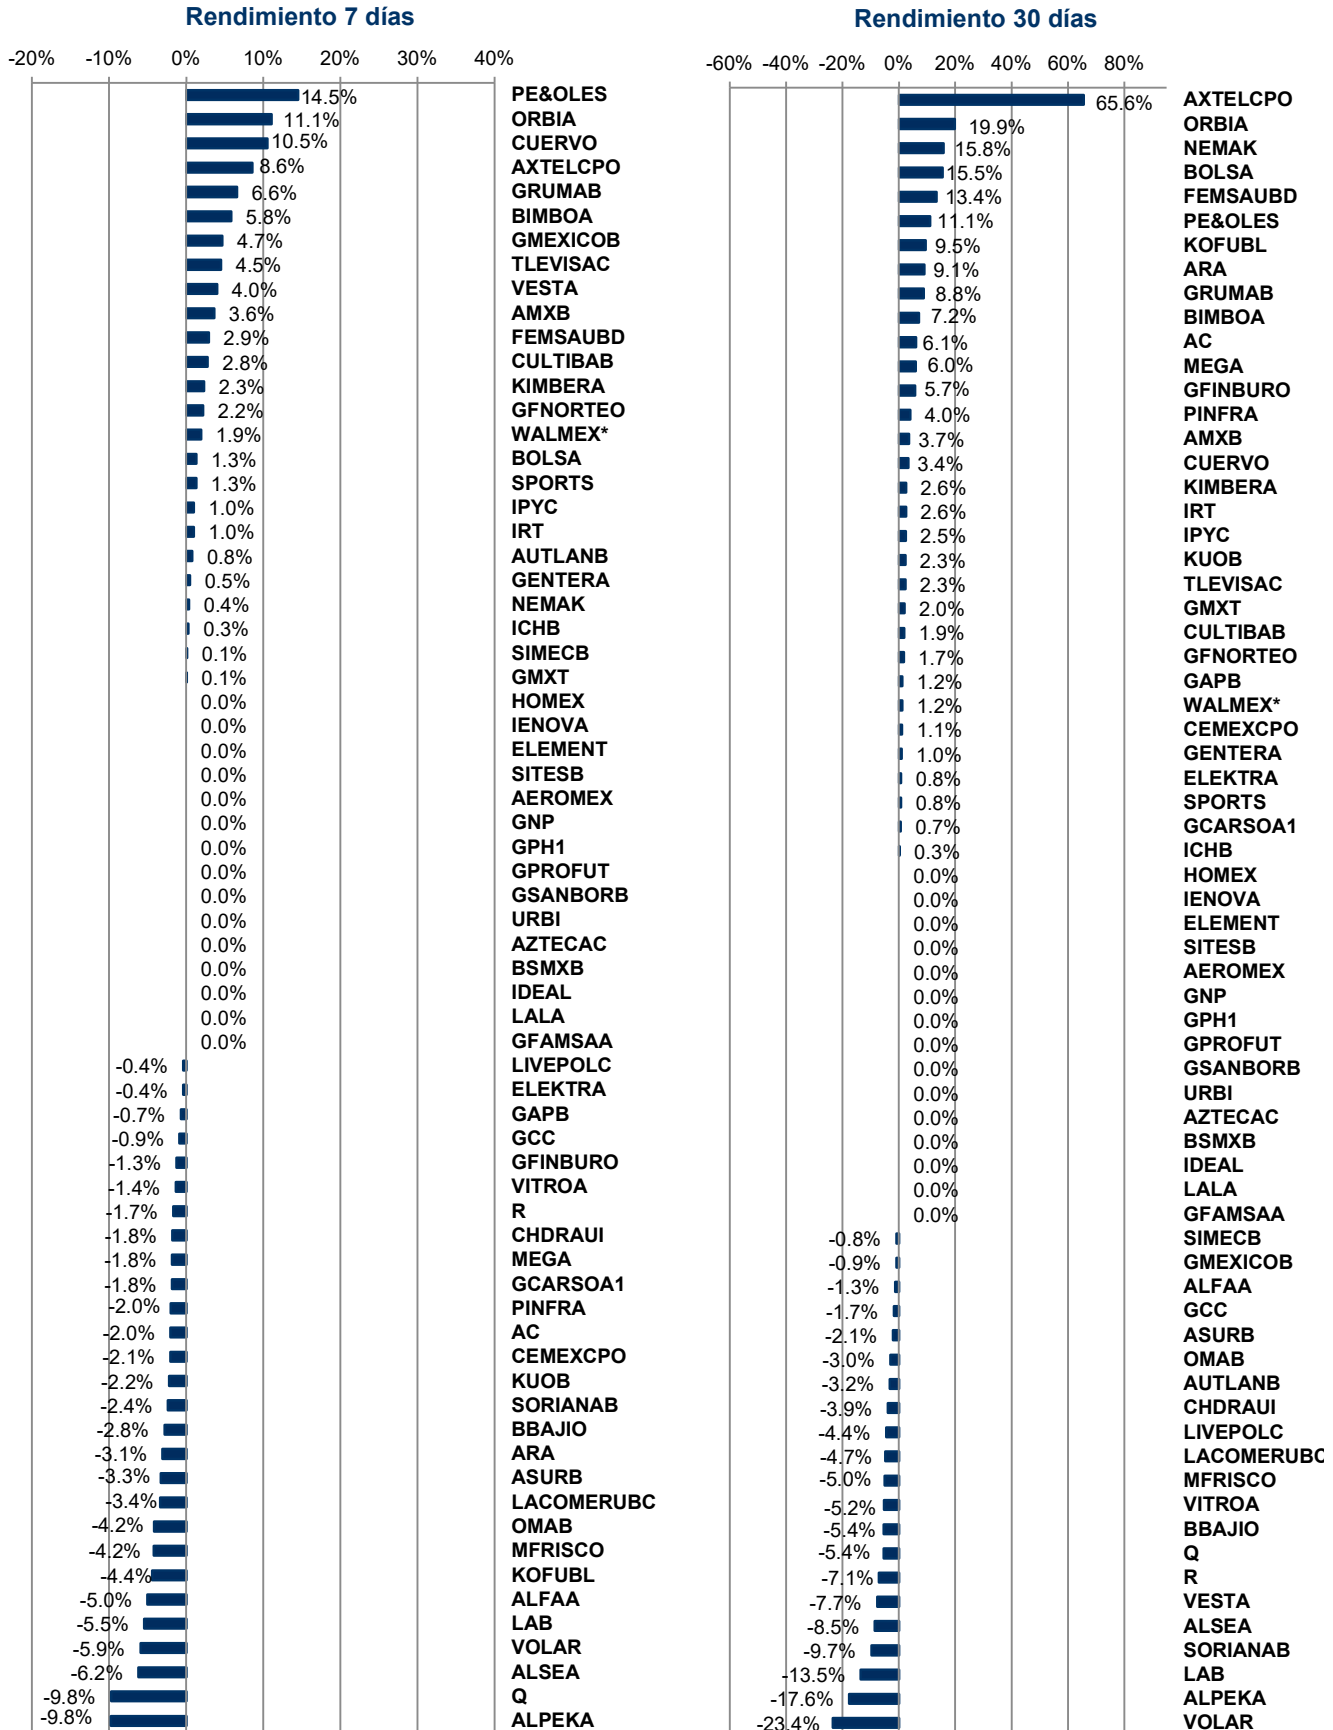 Rendimiento 7 días
-20% -10% 0% 10% 20% 30% 40%
14.5% PE&OLES
11.1% ORBIA
10.5% CUERVO
8.6% AXTELCPO
6.6% GRUMAB
5.8% BIMBOA
4.7% GMEXICOB
4.5% TLEVISAC
4.0% VESTA
3.6% AMXB
2.9% FEMSAUBD
2.8% CULTIBAB
2.3% KIMBERA
2.2% GFNORTEO
1.9% WALMEX*
1.3% BOLSA
1.3% SPORTS
1.0% IPYC
1.0% IRT
0.8% AUTLANB
0.5% GENTERA
0.4% NEMAK
0.3% ICHB
0.1% SIMECB
0.1% GMXT
0.0% HOMEX
0.0% IENOVA
0.0% ELEMENT
0.0% SITESB
0.0% AEROMEX
0.0% GNP
0.0% GPH1
0.0% GPROFUT
0.0% GSANBORB
0.0% URBI
0.0% AZTECAC
0.0% BSMXB
0.0% IDEAL
0.0% LALA
0.0% GFAMSAA
-0.4% LIVEPOLC
-0.4% ELEKTRA
-0.7% GAPB
-0.9% GCC
-1.3% GFINBURO
-1.4% VITROA
-1.7% R
-1.8% CHDRAUI
-1.8% MEGA
-1.8% GCARSOA1
-2.0% PINFRA
-2.0% AC
-2.1% CEMEXCPO
-2.2% KUOB
-2.4% SORIANAB
-2.8% BBAJIO
-3.1% ARA
-3.3% ASURB
-3.4% LACOMERUBC
-4.2% OMAB
-4.2% MFRISCO
-4.4% KOFUBL
-5.0% ALFAA
-5.5% LAB
-5.9% VOLAR
-6.2% ALSEA
-9.8% Q
-9.8% ALPEKA
Rendimiento 30 días
-60% -40% -20% 0% 20% 40% 60% 80%
65.6% AXTELCPO
19.9% ORBIA
15.8% NEMAK
15.5% BOLSA
13.4% FEMSAUBD
11.1% PE&OLES
9.5% KOFUBL
9.1% ARA
8.8% GRUMAB
7.2% BIMBOA
6.1% AC
6.0% MEGA
5.7% GFINBURO
4.0% PINFRA
3.7% AMXB
3.4% CUERVO
2.6% KIMBERA
2.6% IRT
2.5% IPYC
2.3% KUOB
2.3% TLEVISAC
2.0% GMXT
1.9% CULTIBAB
1.7% GFNORTEO
1.2% GAPB
1.2% WALMEX*
1.1% CEMEXCPO
1.0% GENTERA
0.8% ELEKTRA
0.8% SPORTS
0.7% GCARSOA1
0.3% ICHB
0.0% HOMEX
0.0% IENOVA
0.0% ELEMENT
0.0% SITESB
0.0% AEROMEX
0.0% GNP
0.0% GPH1
0.0% GPROFUT
0.0% GSANBORB
0.0% URBI
0.0% AZTECAC
0.0% BSMXB
0.0% IDEAL
0.0% LALA
0.0% GFAMSAA
-0.8% SIMECB
-0.9% GMEXICOB
-1.3% ALFAA
-1.7% GCC
-2.1% ASURB
-3.0% OMAB
-3.2% AUTLANB
-3.9% CHDRAUI
-4.4% LIVEPOLC
-4.7% LACOMERUBC
-5.0% MFRISCO
-5.2% VITROA
-5.4% BBAJIO
-5.4% Q
-7.1% R
-7.7% VESTA
-8.5% ALSEA
-9.7% SORIANAB
-13.5% LAB
-17.6% ALPEKA
-23.4% VOLAR